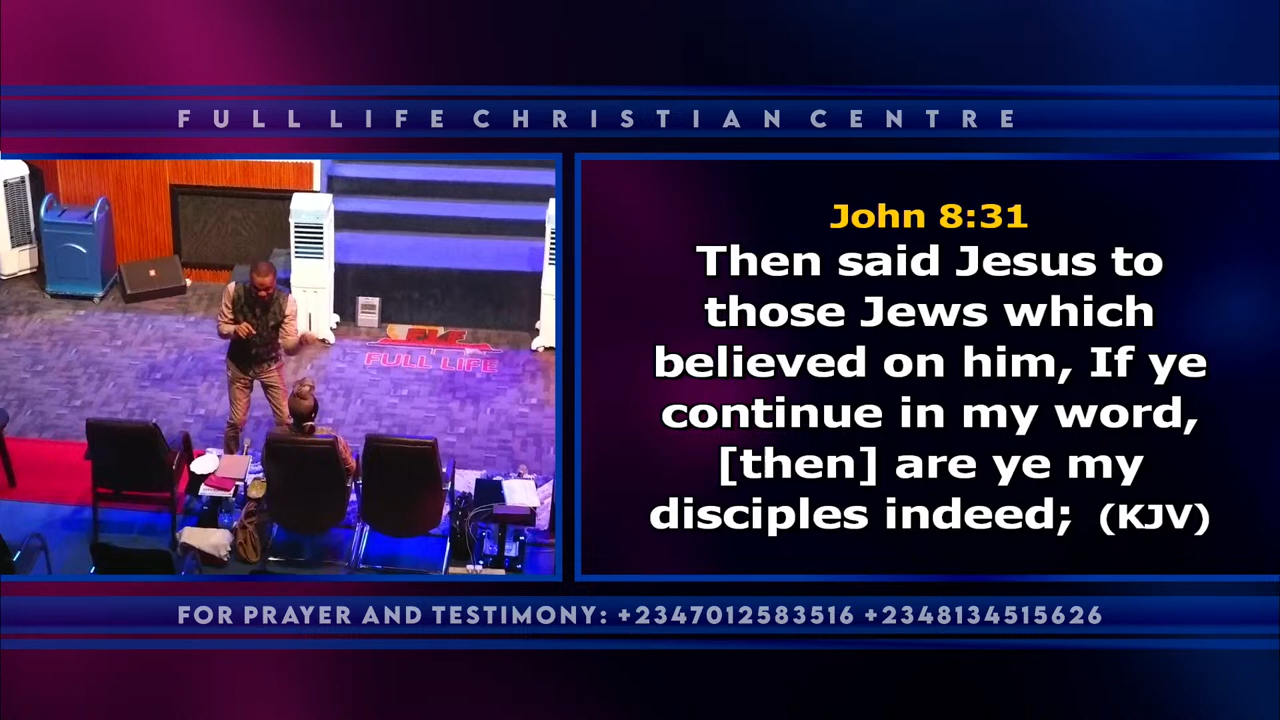 FULL LIFE CHRISTIAN CENTRE
FULL LIFE
John 8:31
Then said Jesus to
those Jews which
believed on him, If ye
continue in my word,
[then] are ye my
disciples indeed; (KJV)
FOR PRAYER AND TESTIMONY: +2347012583516 +2348134515626